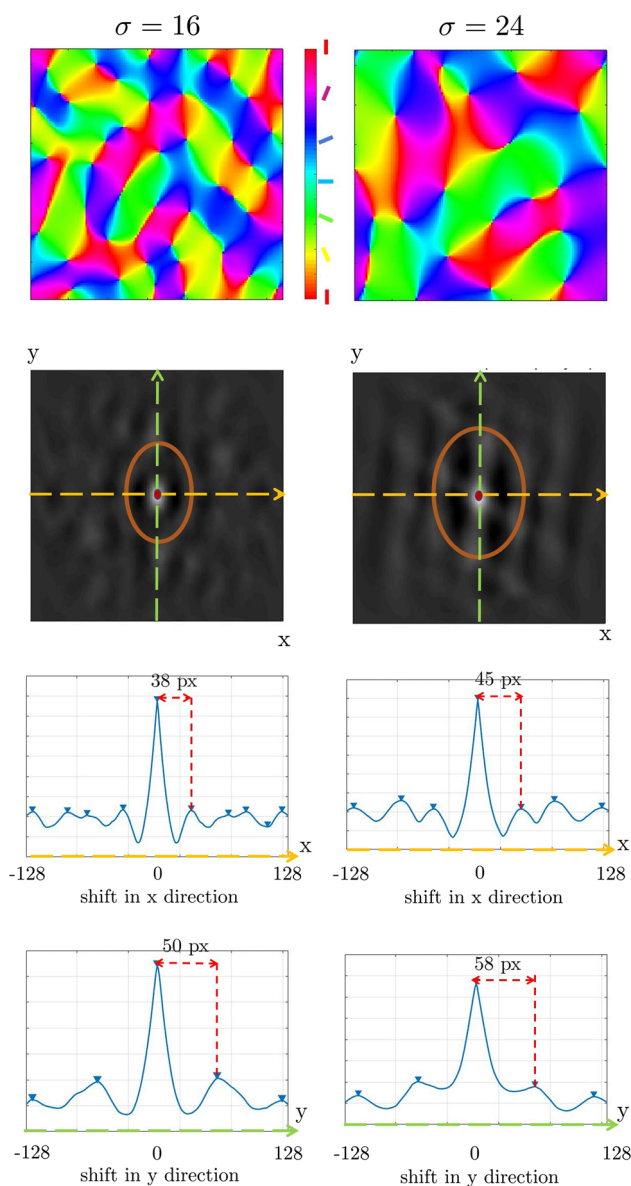 σ = 16
σ = 24
y
y
x
x
38 px
45 px
x
x
-128 0 128
-128 0 128
shift in x direction
shift in x direction
50 px
58 px
y
y
-128 0 128
-128 0 128
shift in y direction
shift in y direction